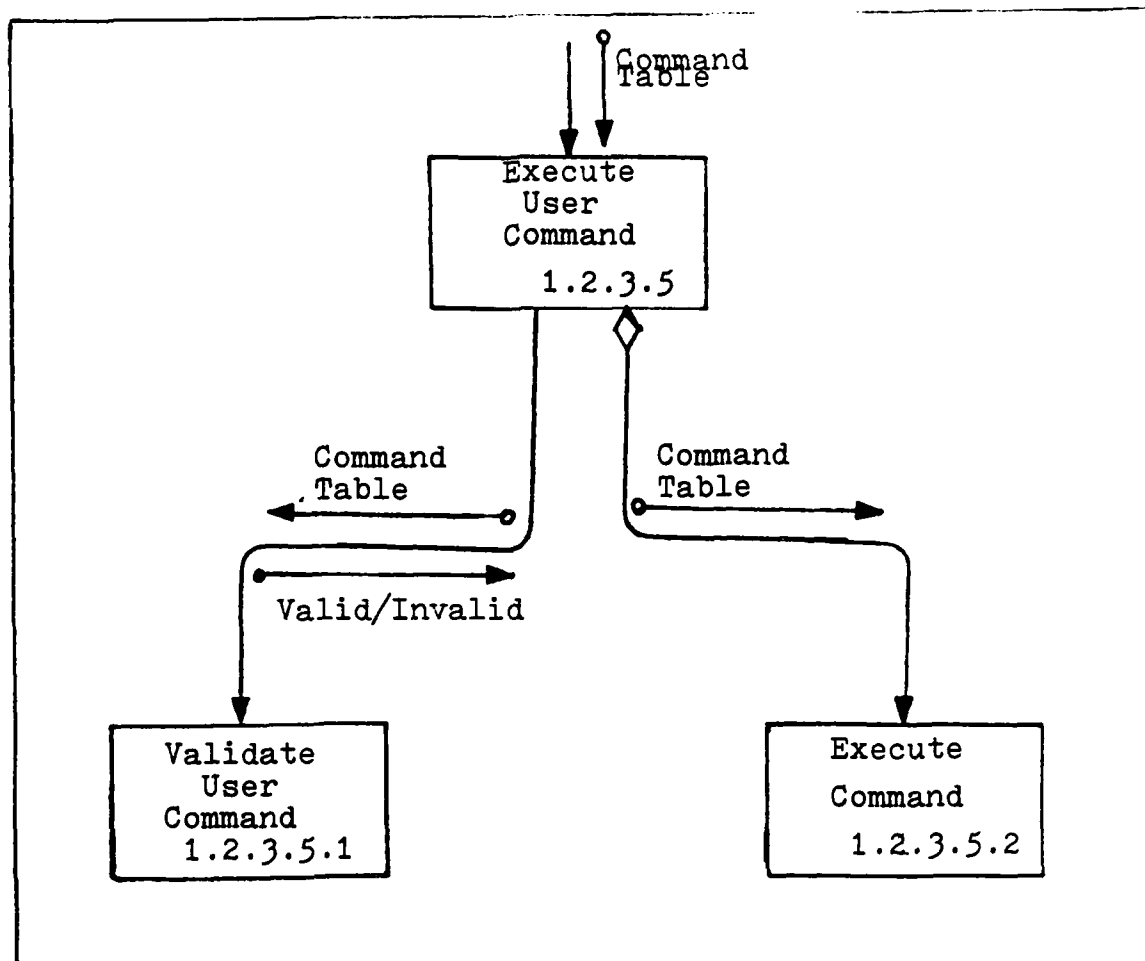 Command
Table
Execute
User
Command
1.2.3.5
Command
Table
Command
Table
Valid/Invalid
Validate
User
Command
1.2.3.5.1
Execute
Command
1.2.3.5.2